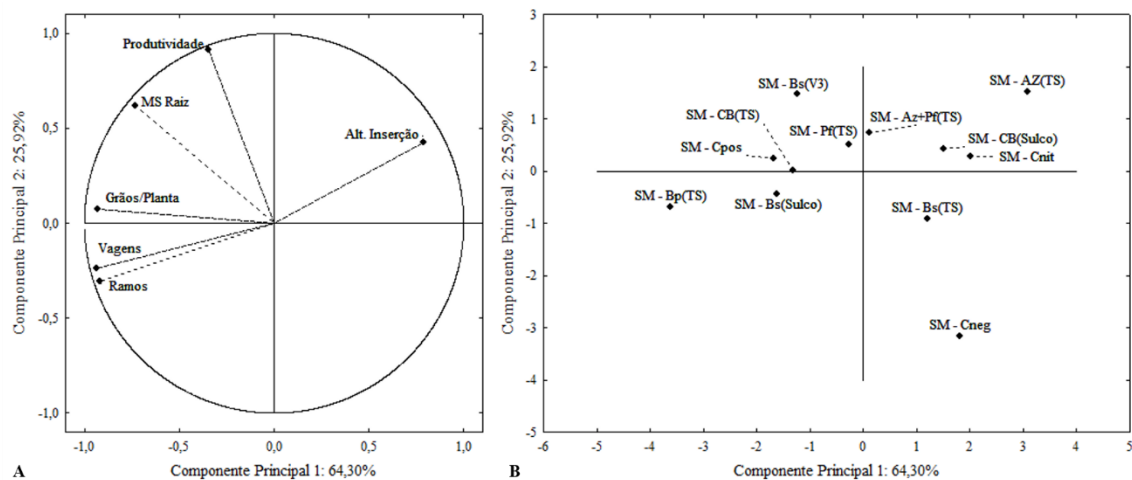 Componente Principal 2: 25,92%
1,0
0,5
0,0
-0,5
-1,0
Produtividade
MS Raiz
Alt. Inserção
Grãos/Planta
Vagens
Ramos
-1,0 -0,5 0,0 0,5 1,0
Componente Principal 1: 64,30%
A
Componente Principal 2: 25,92%
3
2
1
0
-1
-2
-3
-4
-5
SM - Bs(V3)
SM - AZ(TS)
SM - CB(TS)
SM - Az+Pf(TS)
SM - Pf(TS)
SM - CB(Sulco)
SM - Cpos
SM - Cnit
SM - Bp(TS)
SM - Bs(Sulco)
SM - Bs(TS)
SM - Cneg
-5 -4 -3 -2 -1 0 1 2 3 4 5
Componente Principal 1: 64,30%
B